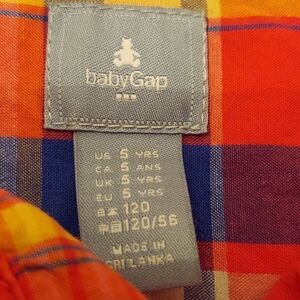 babyGap
US 5 YRS
CA 5 ANS
UK 5 YRS
EU 5 YRS
日本 120
中国 120/56
MADE IN
SRI LANKA